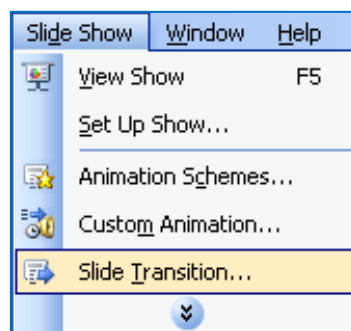 Slide Show Window Help
View Show F5
Set Up Show...
Animation Schemes...
Custom Animation...
Slide Transition...